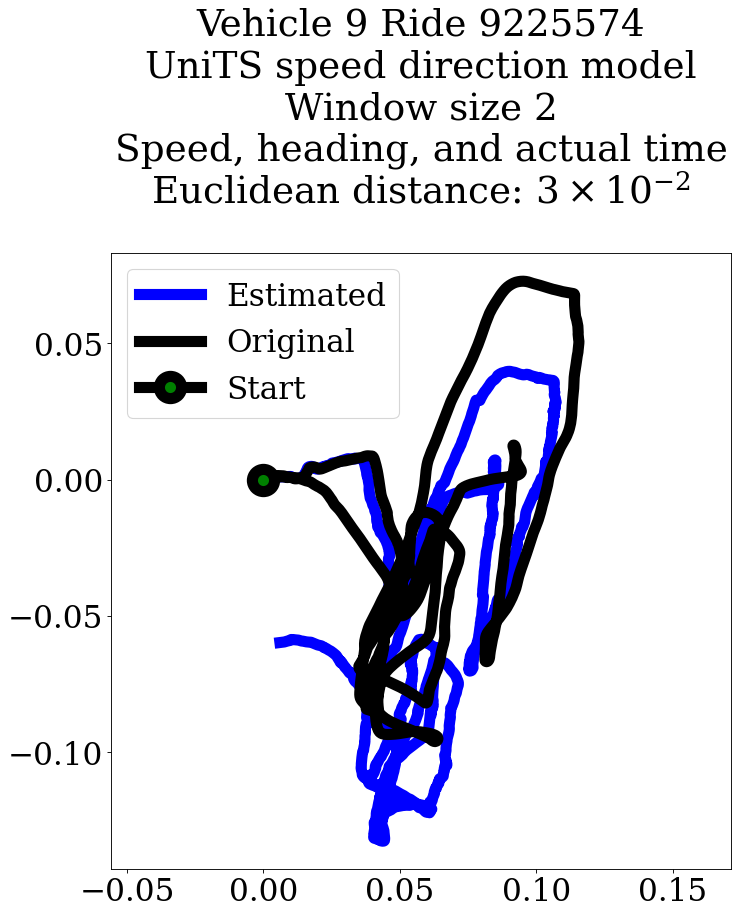 Vehicle 9 Ride 9225574
UniTS speed direction model
Window size 2
Speed, heading, and actual time
Euclidean distance: 3 × 10⁻²
Estimated
Original
Start
0.05
0.00
−0.05
−0.10
−0.05 0.00 0.05 0.10 0.15